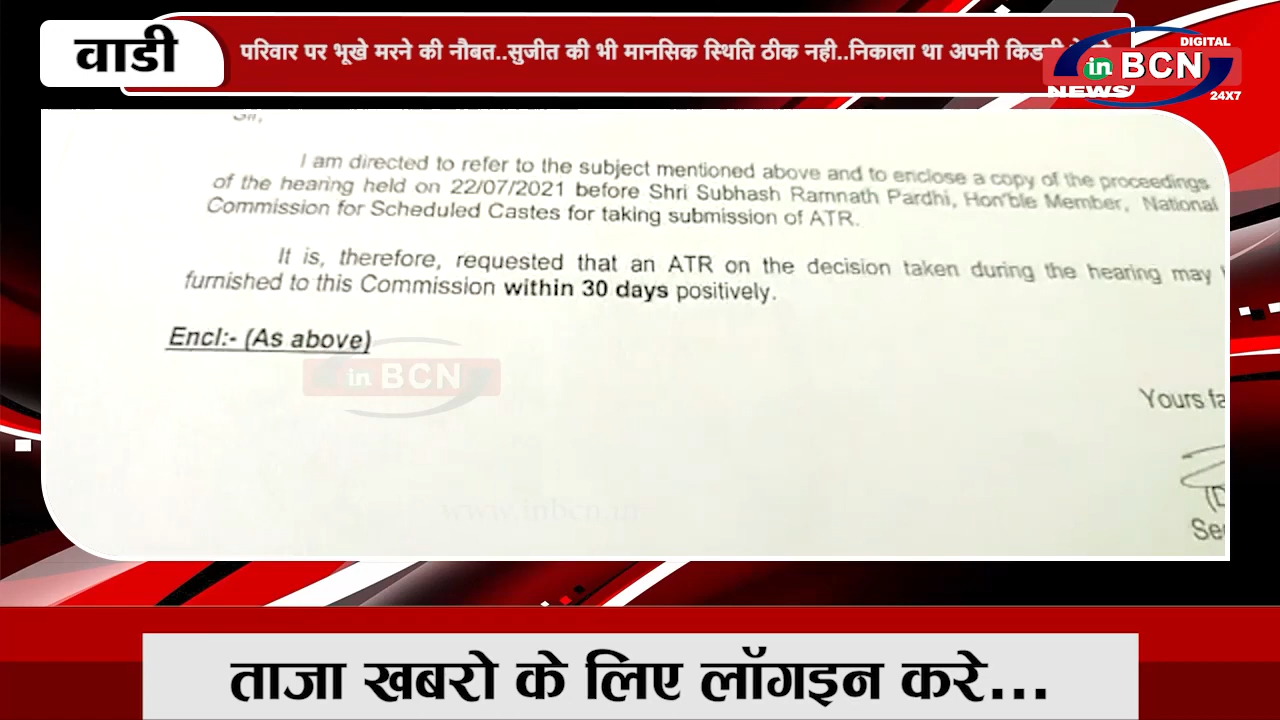 वाडी
परिवार पर भूखे मरने की नौबत..सुजीत की भी मानसिक स्थिति ठीक नही..निकाला था अपनी
DIGITAL
in BCN
NEWS
24X7
Sir,
I am directed to refer to the subject mentioned above and to enclose a copy of the proceedings
of the hearing held on 22/07/2021 before Shri Subhash Ramnath Pardhi, Hon'ble Member, National
Commission for Scheduled Castes for taking submission of ATR.
It is, therefore, requested that an ATR on the decision taken during the hearing may
furnished to this Commission within 30 days positively.
Encl:- (As above)
in BCN
Yours
www.inbcn.in
ताजा खबरो के लिए लॉगइन करे...